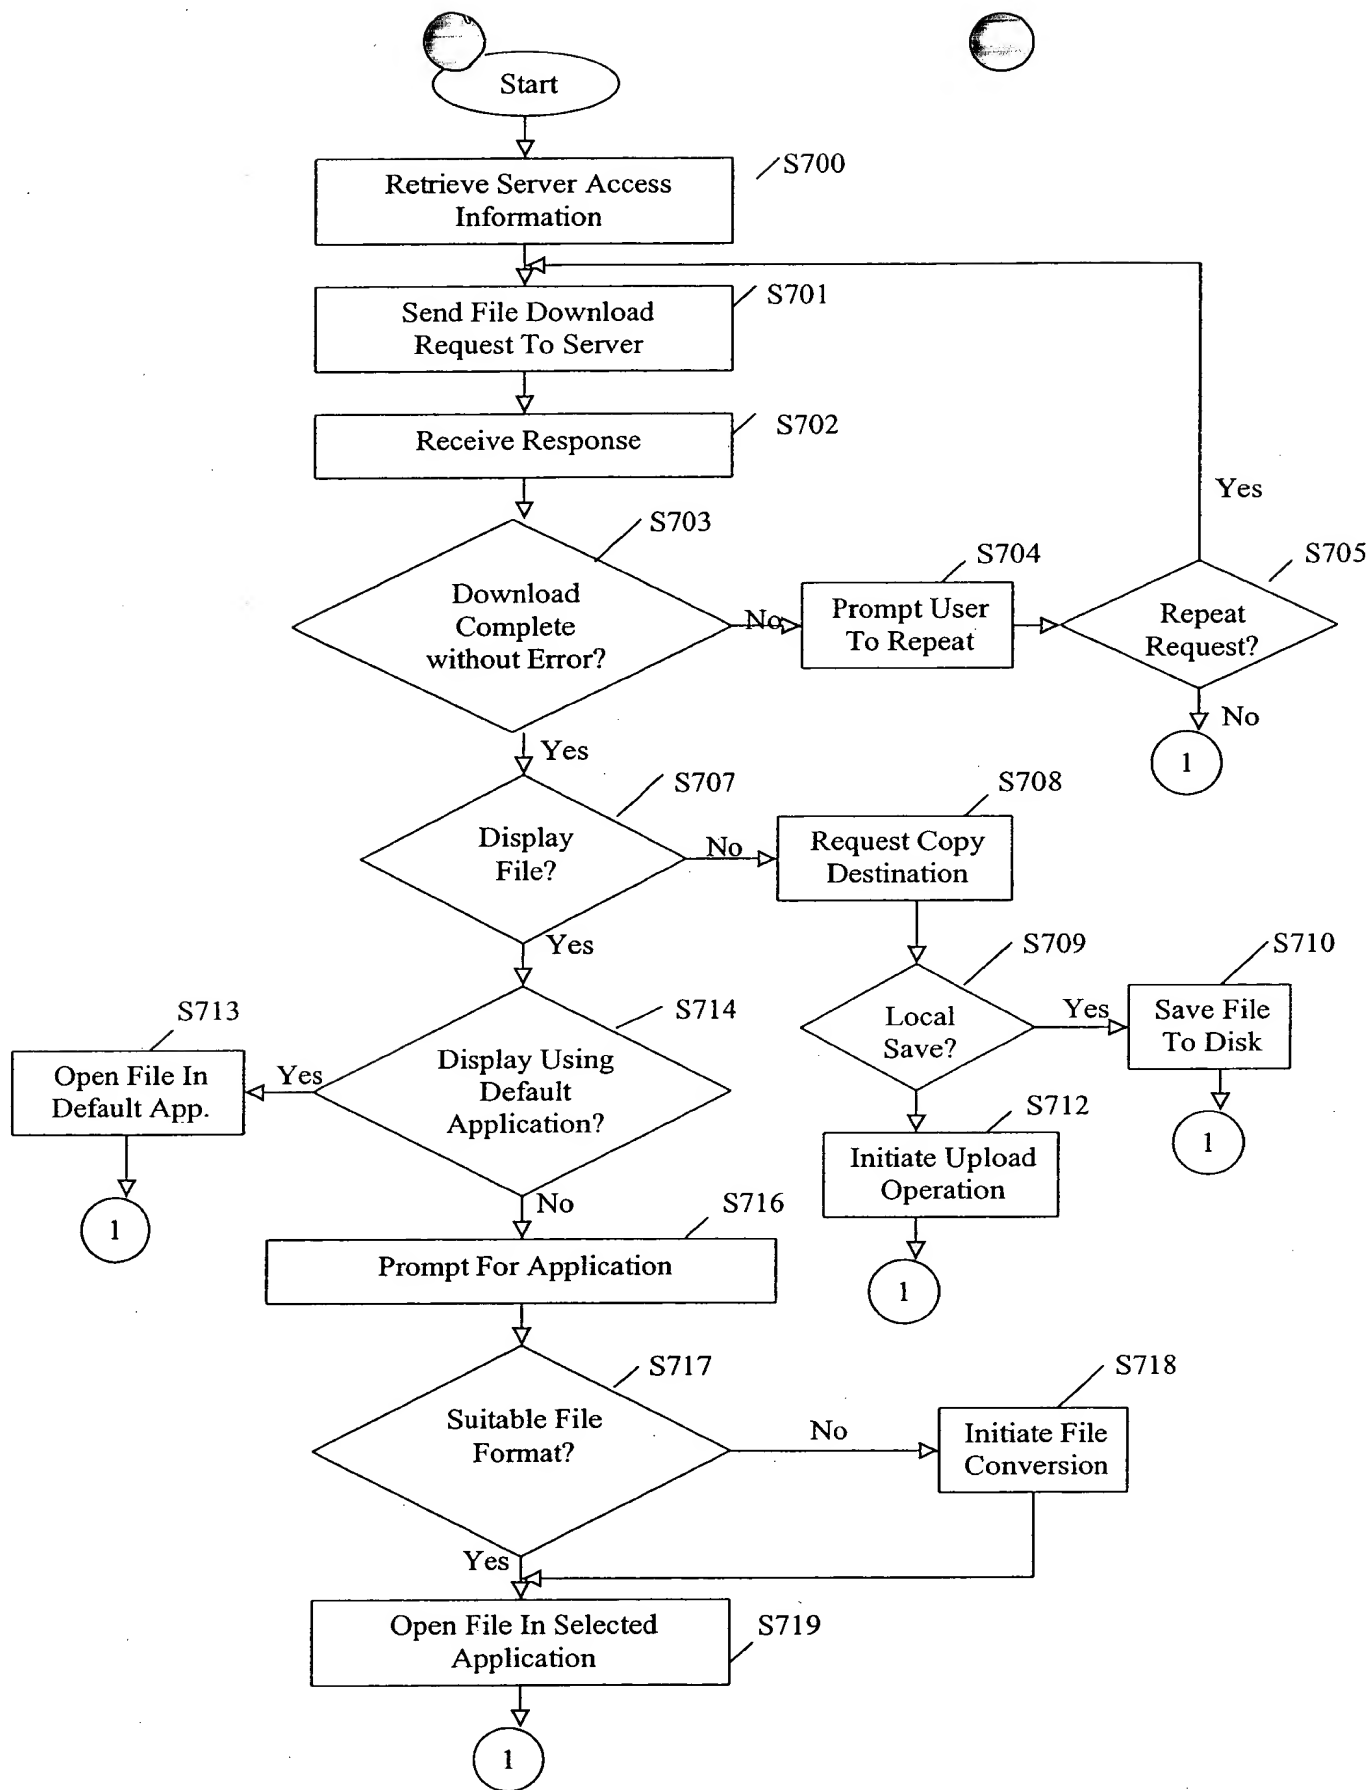 Start
S700
Retrieve Server Access
Information
S701
Send File Download
Request To Server
S702
Receive Response
Yes
S703
S704
S705
Download
Complete
without Error?
No
Prompt User
To Repeat
Repeat
Request?
No
1
Yes
S707
S708
Display
File?
No
Request Copy
Destination
Yes
S709
S710
S713
S714
Local
Save?
Yes
Save File
To Disk
Open File In
Default App.
Yes
Display Using
Default
Application?
S712
1
Initiate Upload
Operation
1
No
S716
Prompt For Application
1
S717
S718
Suitable File
Format?
No
Initiate File
Conversion
Yes
Open File In Selected
Application
S719
1